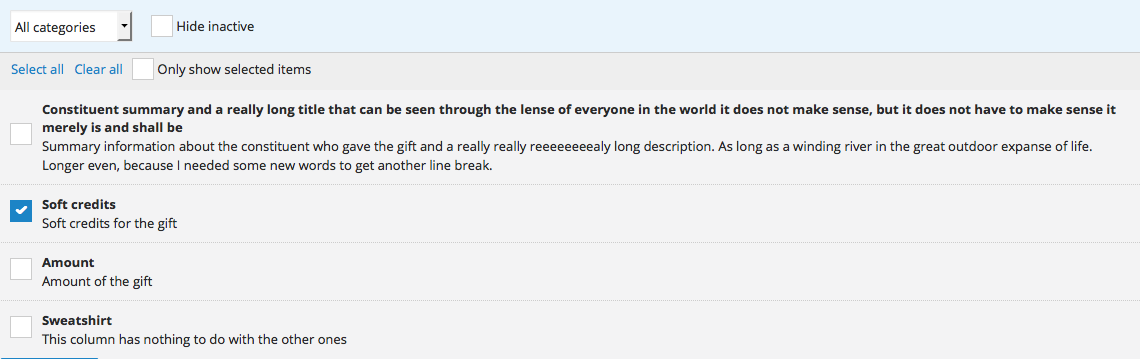 All categories Hide inactive
Select all Clear all Only show selected items
Constituent summary and a really long title that can be seen through the lense of everyone in the world it does not make sense, but it does not have to make sense it
merely is and shall be
Summary information about the constituent who gave the gift and a really really reeeeeeeealy long description. As long as a winding river in the great outdoor expanse of life.
Longer even, because I needed some new words to get another line break.
Soft credits
Soft credits for the gift
Amount
Amount of the gift
Sweatshirt
This column has nothing to do with the other ones